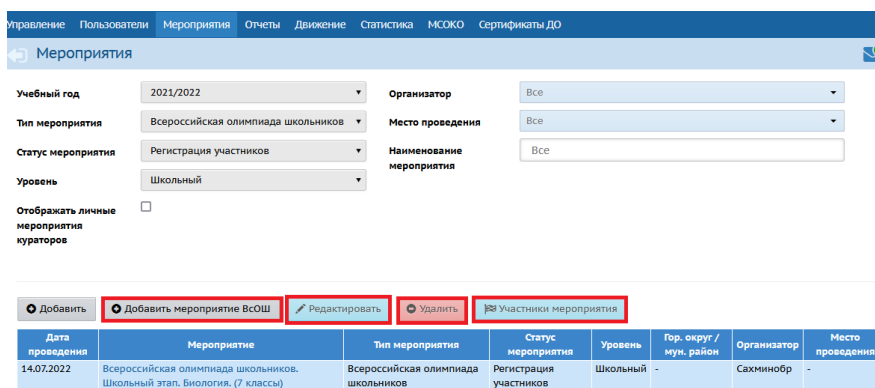 Управление Пользователи Мероприятия Отчеты Движение Статистика МСОКО Сертификаты ДО
Мероприятия
Учебный год 2021/2022 Организатор Все
Тип мероприятия Всероссийская олимпиада школьников Место проведения Все
Статус мероприятия Регистрация участников Наименование мероприятия Все
Уровень Школьный
Отображать личные
мероприятия
кураторов
Добавить Добавить мероприятие ВсОШ Редактировать Удалить Участники мероприятия
Дата проведения Мероприятие Тип мероприятия Статус мероприятия Уровень Гор. округ / мун. район Организатор Место проведения
14.07.2022 Всероссийская олимпиада школьников. Всероссийская олимпиада Регистрация Школьный - Сахминобр -
Школьный этап. Биология. (7 классы) школьников участников